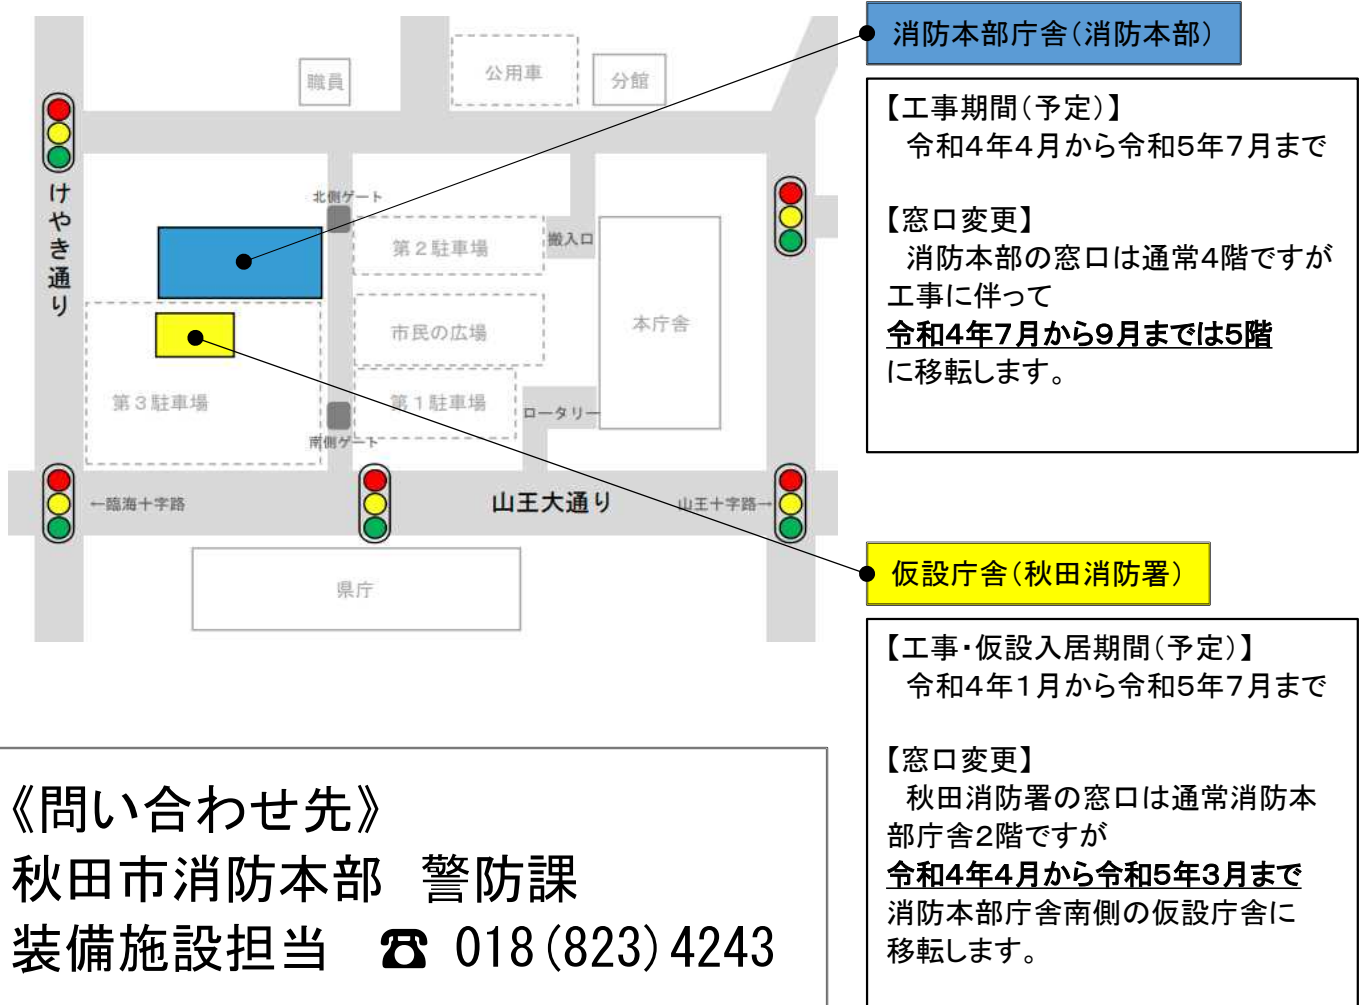 消防本部庁舎（消防本部）
職員
公用車
分館
【工事期間（予定）】
令和4年4月から令和5年7月まで
【窓口変更】
消防本部の窓口は通常4階ですが
工事に伴って
令和4年7月から9月までは5階
に移転します。
けやき通り
北側ゲート
第２駐車場
搬入口
市民の広場
本庁舎
第３駐車場
第１駐車場
ロータリー
南側ゲート
←臨海十字路
山王大通り
山王十字路→
県庁
仮設庁舎（秋田消防署）
【工事・仮設入居期間（予定）】
令和4年1月から令和5年7月まで
【窓口変更】
秋田消防署の窓口は通常消防本
部庁舎2階ですが
令和4年4月から令和5年3月まで
消防本部庁舎南側の仮設庁舎に
移転します。
《問い合わせ先》
秋田市消防本部　警防課
装備施設担当　☎ 018(823)4243